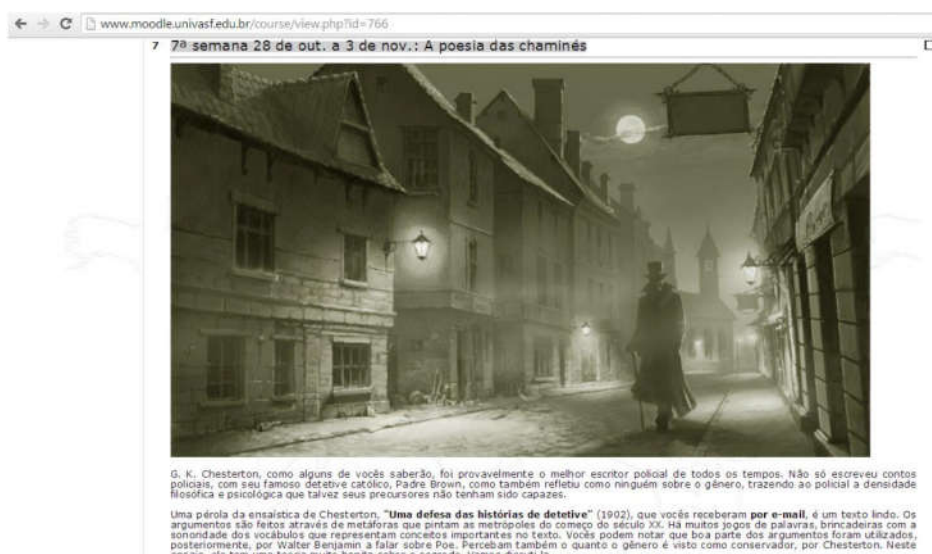 www.moodle.univasf.edu.br/course/view.php?id=766
7 7ª semana 28 de out. a 3 de nov.: A poesia das chaminés
G. K. Chesterton, como alguns de vocês saberão, foi provavelmente o melhor escritor policial de todos os tempos. Não só escreveu contos
policiais, com seu famoso detetive católico, Padre Brown, como também refletiu como ninguém sobre o gênero, trazendo ao policial a densidade
filosófica e psicológica que talvez seus precursores não tenham sido capazes.
Uma pérola da ensaística de Chesterton, "Uma defesa das histórias de detetive" (1902), que vocês receberam por e-mail, é um texto lindo. Os
argumentos são feitos através de metáforas que pintam as metrópoles do começo do século XX. Há muitos jogos de palavras, brincadeiras com a
sonoridade dos vocábulos que representam conceitos importantes no texto. Vocês podem notar que boa parte dos argumentos foram utilizados,
posteriormente, por Walter Benjamin a falar sobre Poe. Percebam também o quanto o gênero é visto como conservador, por Chesterton. Neste